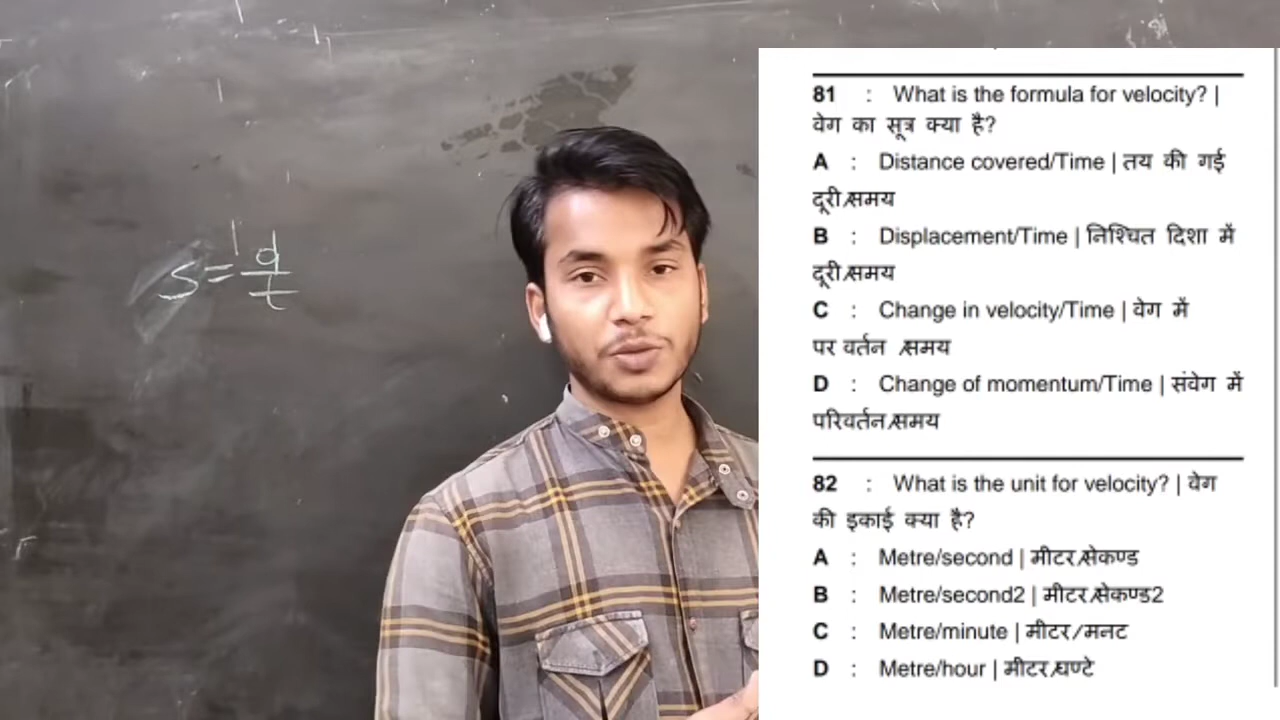 s = d
t
81 : What is the formula for velocity? |
वेग का सूत्र क्या है?
A : Distance covered/Time | तय की गई
दूरी/समय
B : Displacement/Time | निश्चित दिशा में
दूरी/समय
C : Change in velocity/Time | वेग में
पर वर्तन /समय
D : Change of momentum/Time | संवेग में
परिवर्तन/समय
82 : What is the unit for velocity? | वेग
की इकाई क्या है?
A : Metre/second | मीटर/सेकण्ड
B : Metre/second2 | मीटर/सेकण्ड2
C : Metre/minute | मीटर/मनट
D : Metre/hour | मीटर/घण्टे